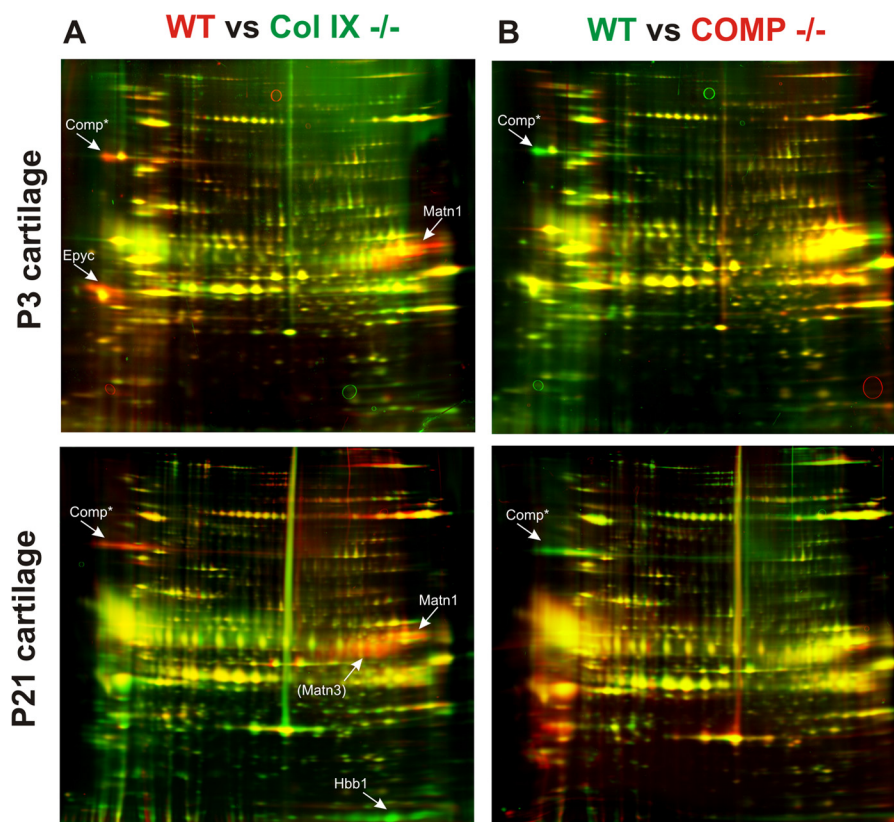 A
WT vs Col IX -/-
B
WT vs COMP -/-
P3 cartilage
Comp*
Matn1
Epyc
Comp*
P21 cartilage
Comp*
Matn1
(Matn3)
Hbb1
Comp*